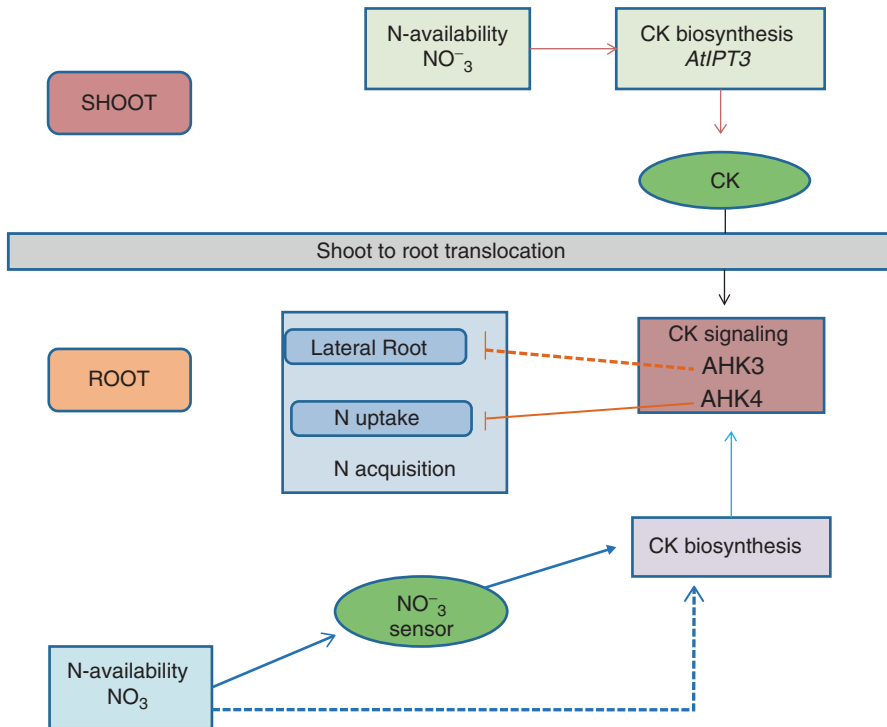 N-availability
NO⁻₃
CK biosynthesis
AtIPT3
SHOOT
CK
Shoot to root translocation
CK signaling
AHK3
AHK4
Lateral Root
N uptake
N acquisition
ROOT
CK biosynthesis
NO⁻₃
sensor
N-availability
NO₃